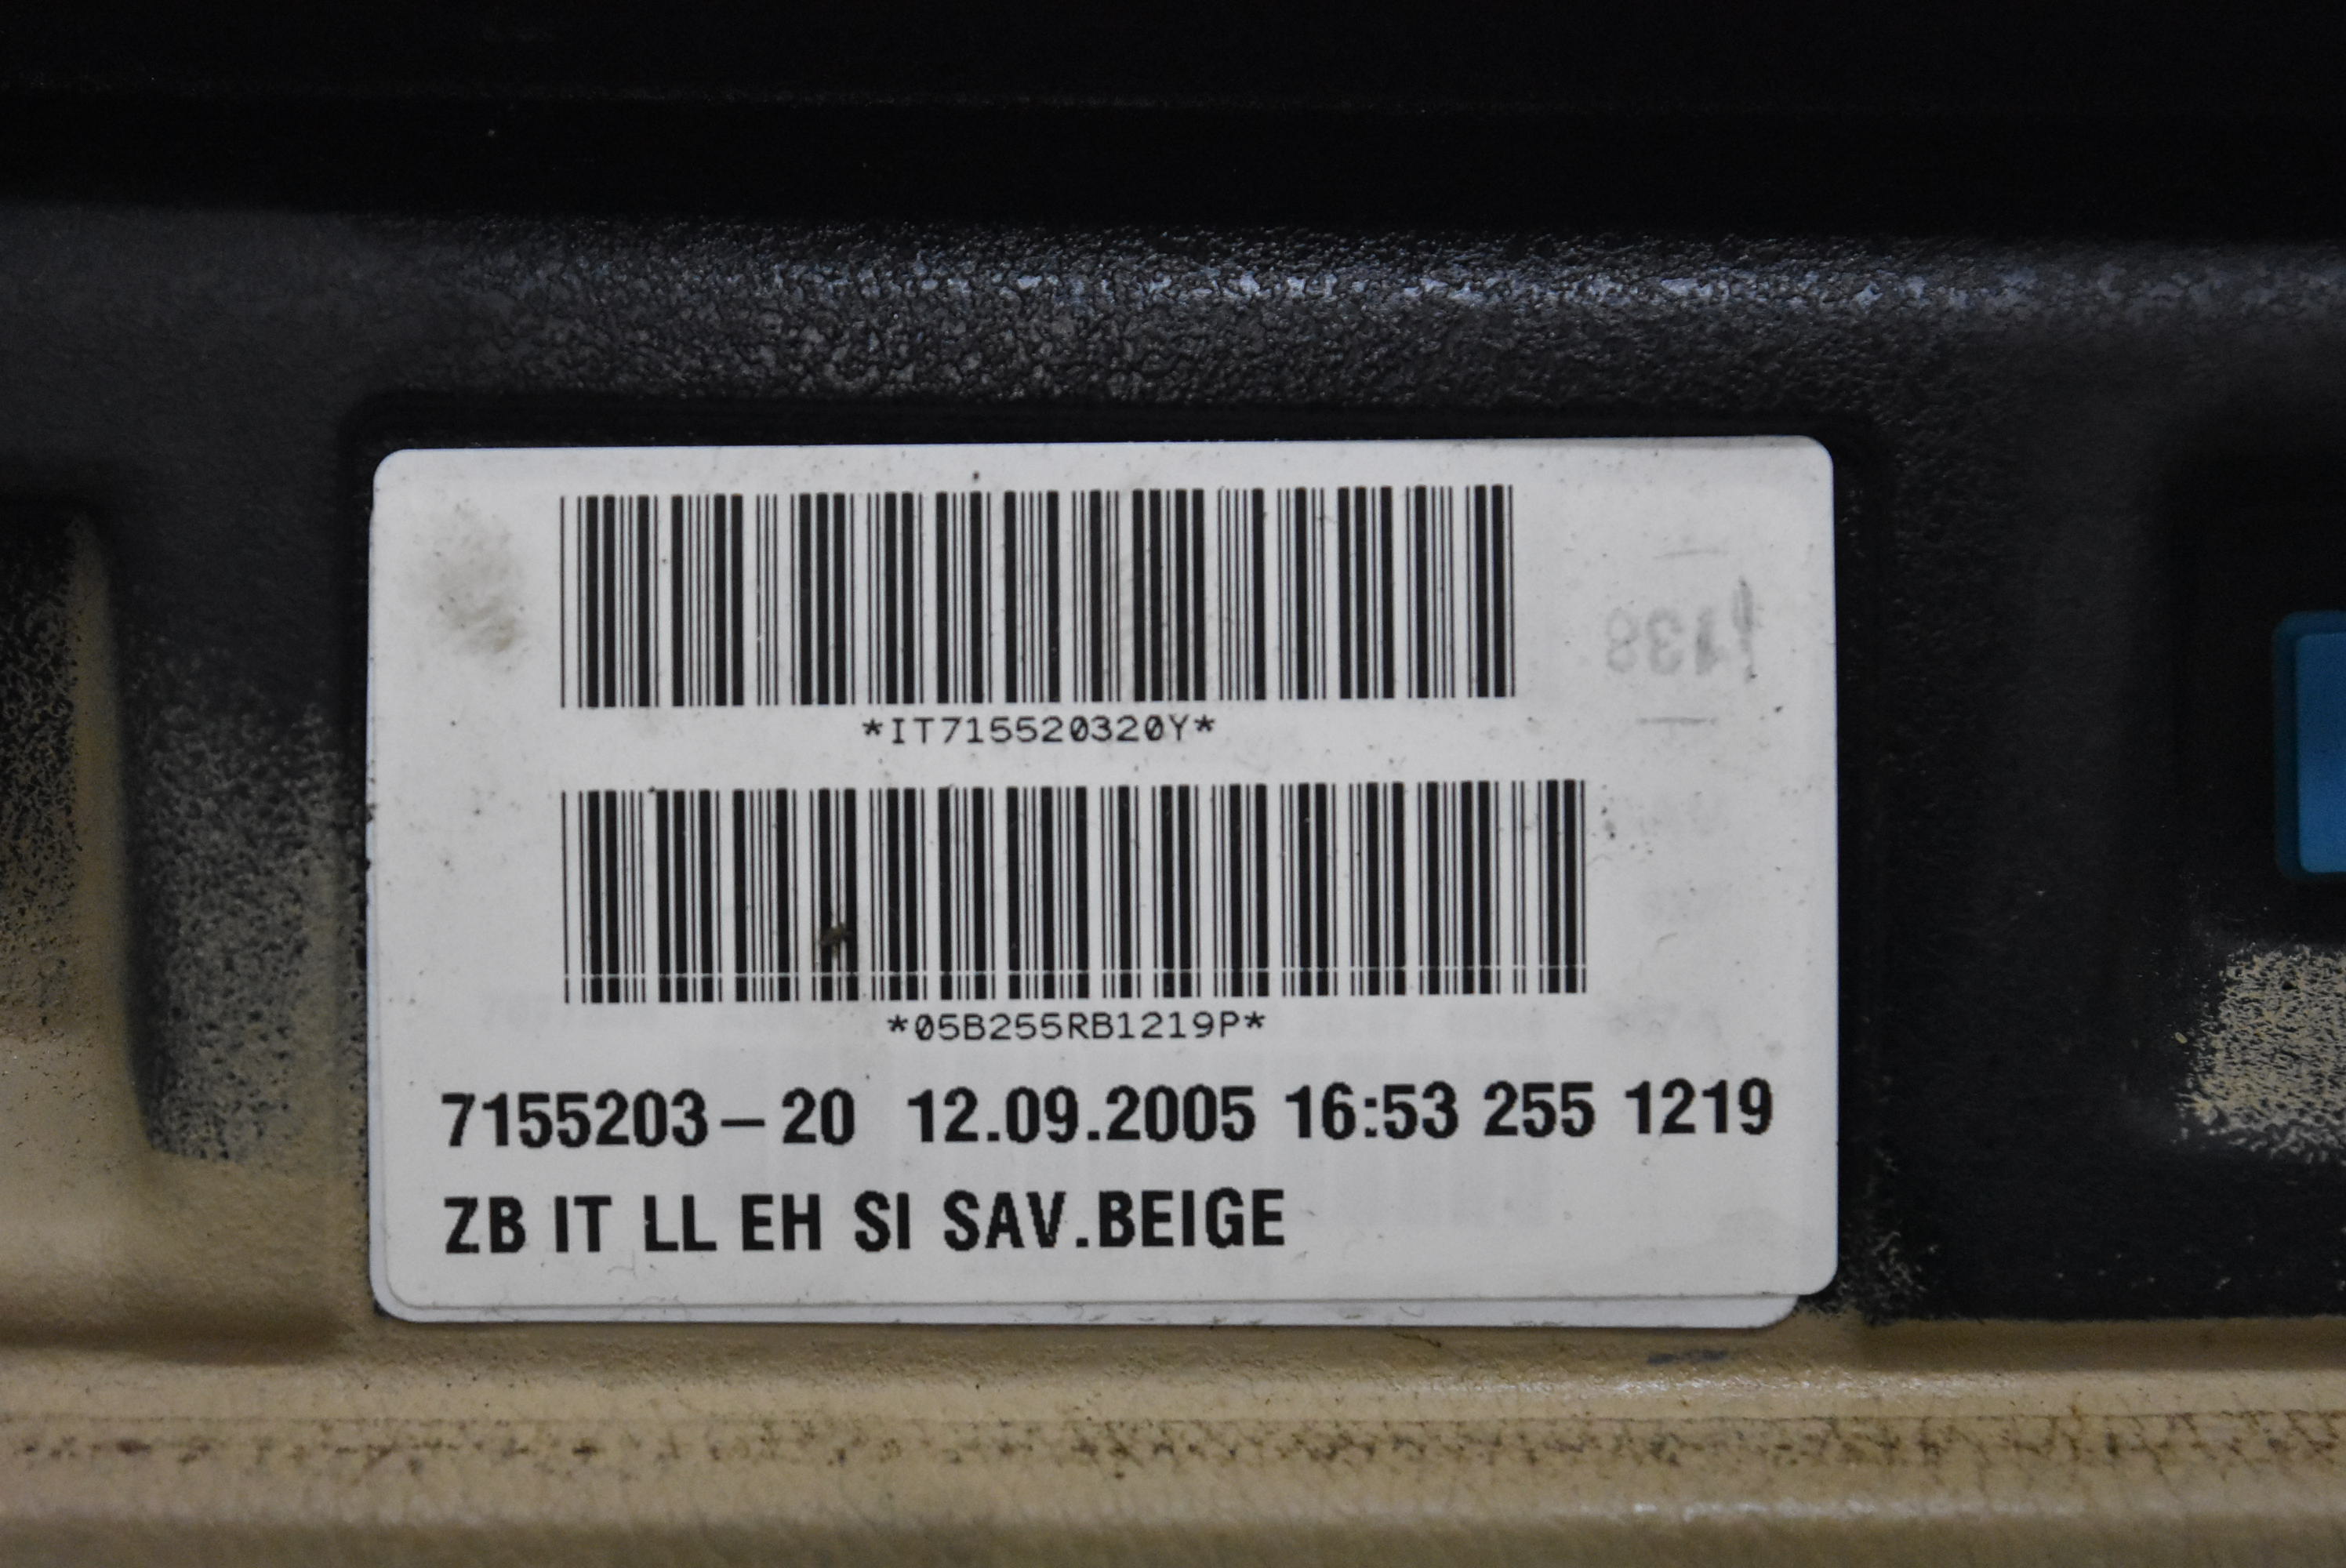 *IT715520320Y*
*05B255RB1219P*
7155203-20 12.09.2005 16:53 255 1219
ZB IT LL EH SI SAV.BEIGE